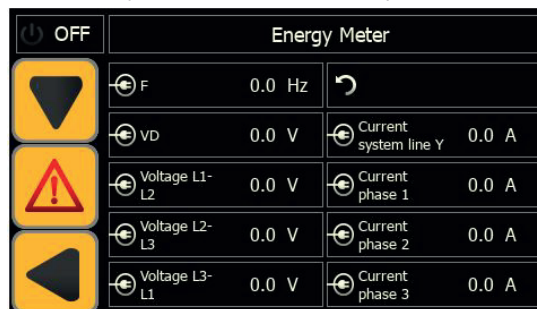 OFF
Energy Meter
F 0.0 Hz
VD 0.0 V
Current
system line Y 0.0 A
Voltage L1-
L2 0.0 V
Current
phase 1 0.0 A
Voltage L2-
L3 0.0 V
Current
phase 2 0.0 A
Voltage L3-
L1 0.0 V
Current
phase 3 0.0 A